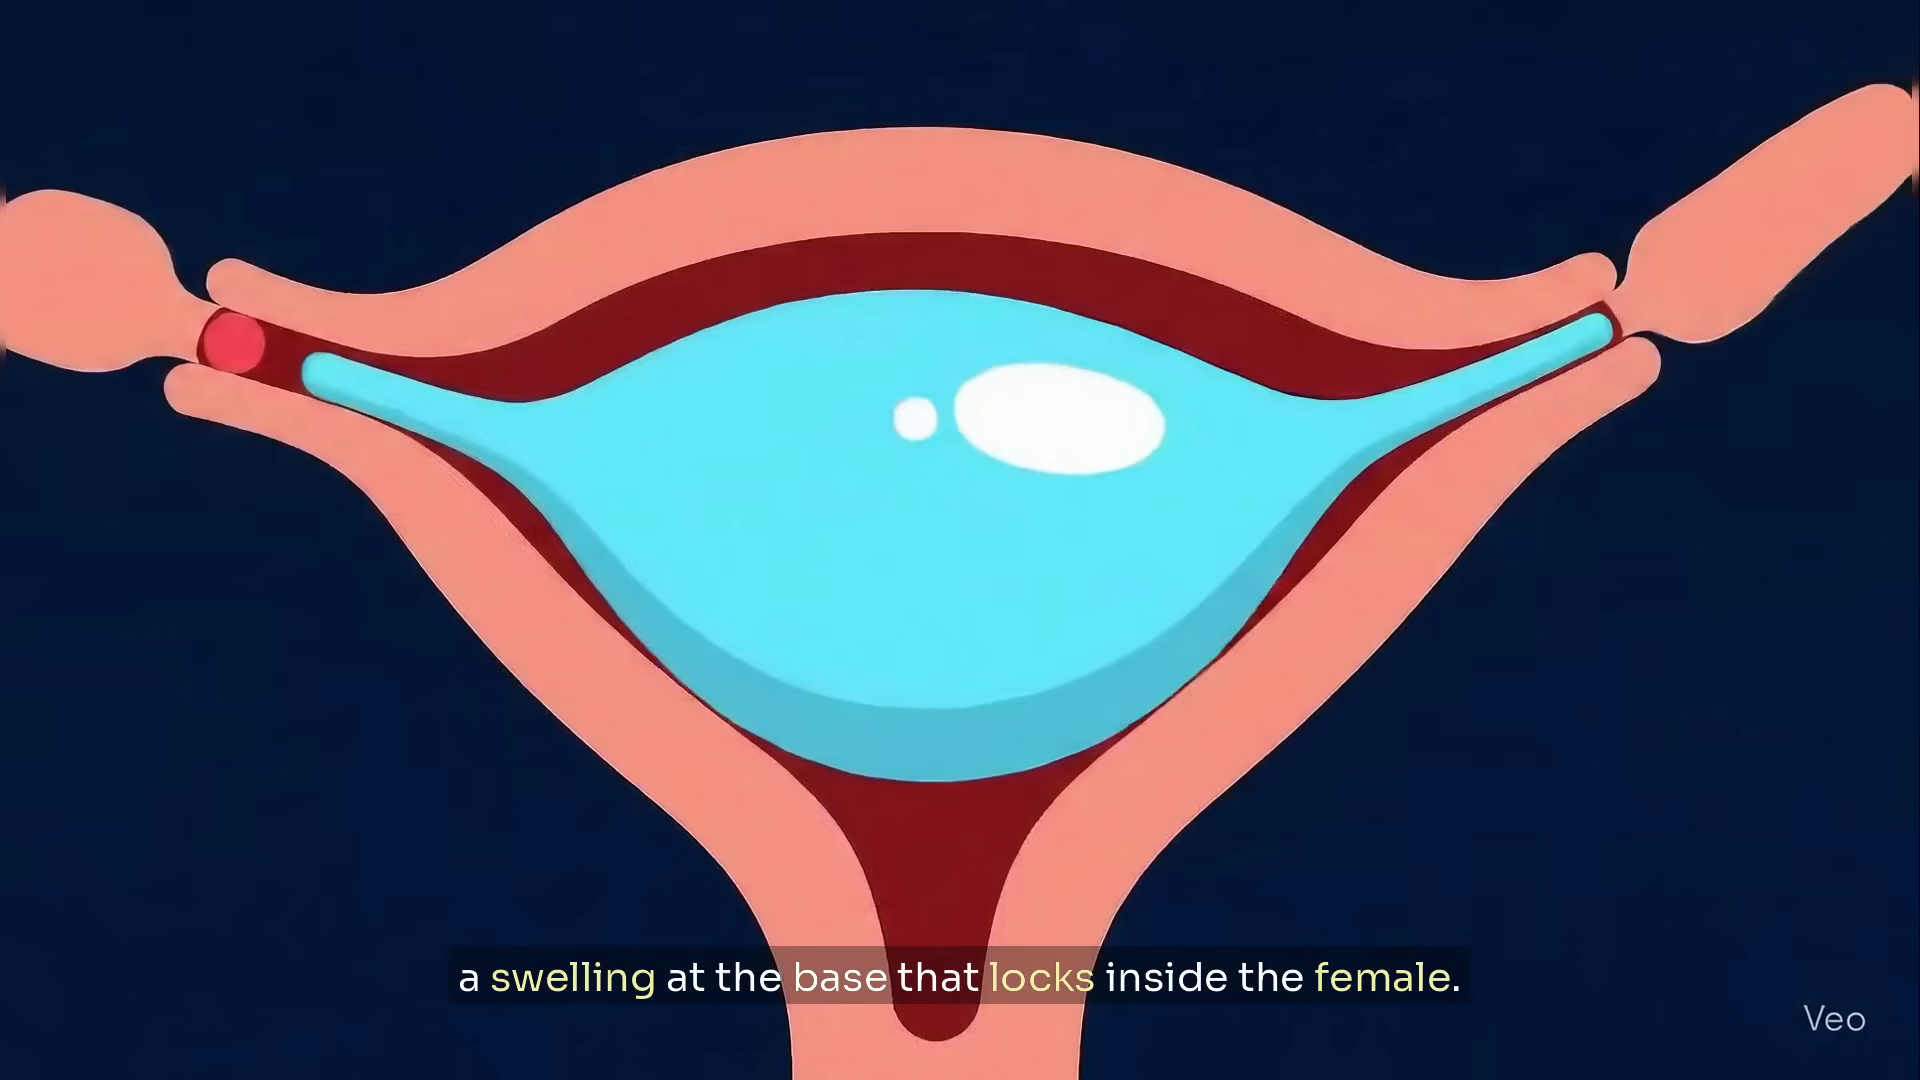 a swelling at the base that locks inside the female.
Veo